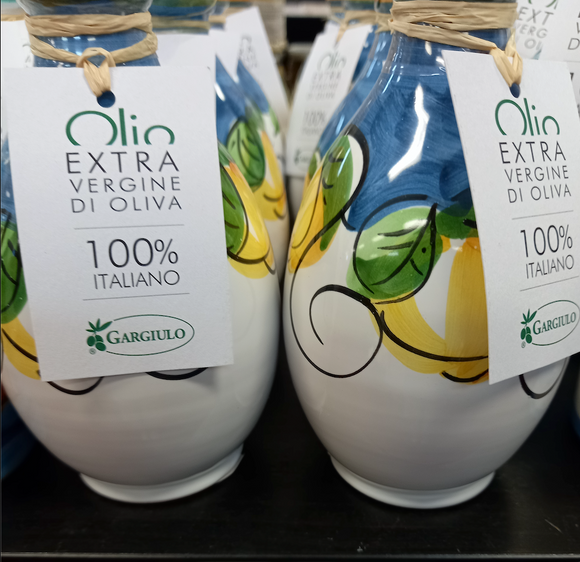 Olio
EXTRA
VERGINE
DI OLIVA
100%
ITALIANO
® GARGIULO
Olio
EXTRA
VERGINE
DI OLIVA
100%
ITALIANO
® GARGIULO